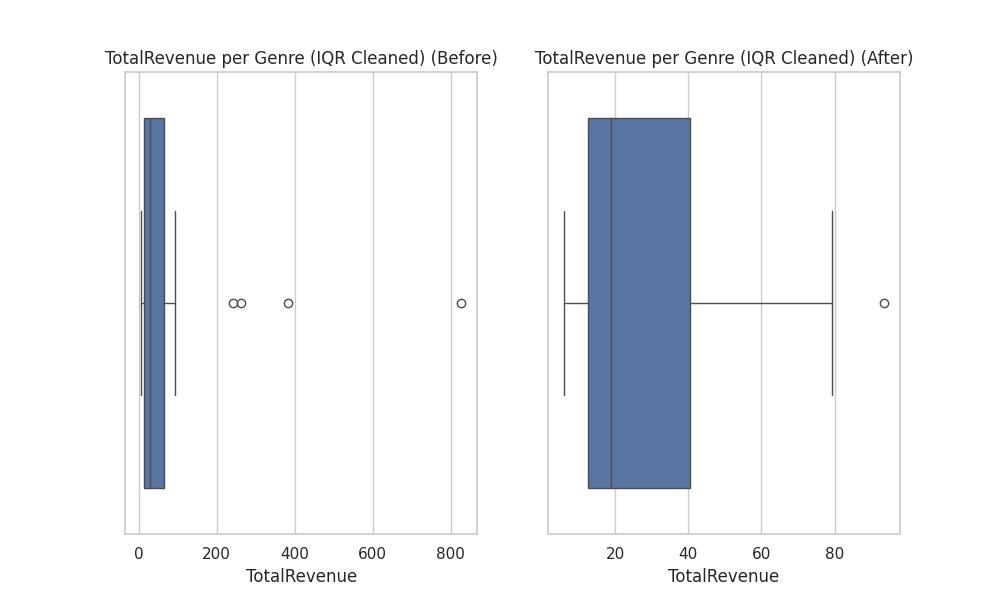 TotalRevenue per Genre (IQR Cleaned) (Before)
0 200 400 600 800
TotalRevenue
TotalRevenue per Genre (IQR Cleaned) (After)
20 40 60 80
TotalRevenue